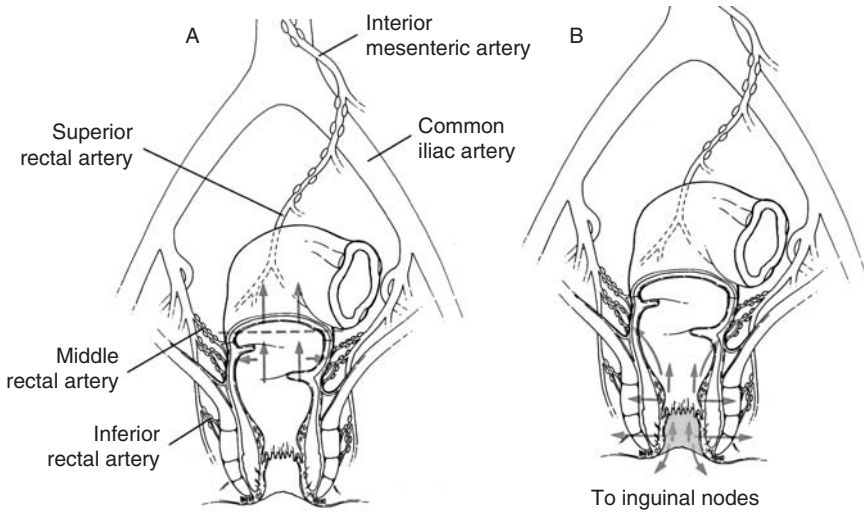 A
Interior
mesenteric artery
B
Superior
rectal artery
Common
iliac artery
Middle
rectal artery
Inferior
rectal artery
To inguinal nodes